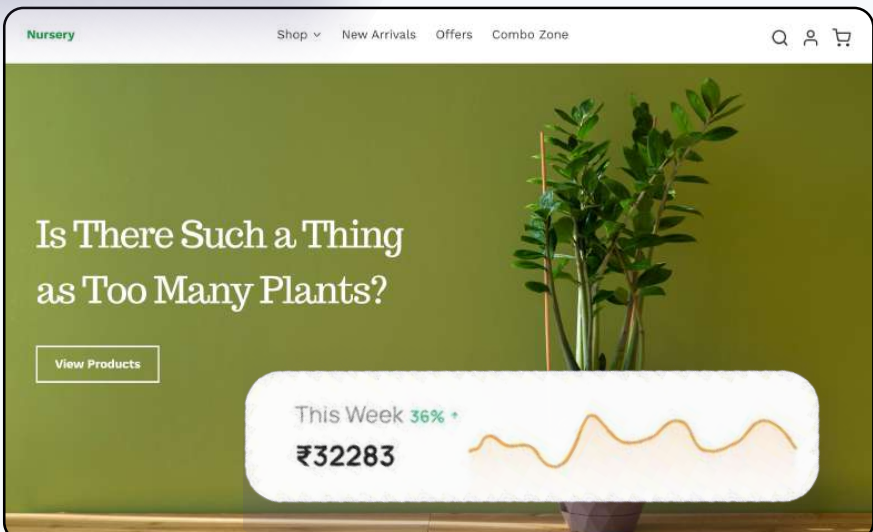 Nursery
Shop New Arrivals Offers Combo Zone
Is There Such a Thing
as Too Many Plants?
View Products
This Week 36% ↑
₹32283